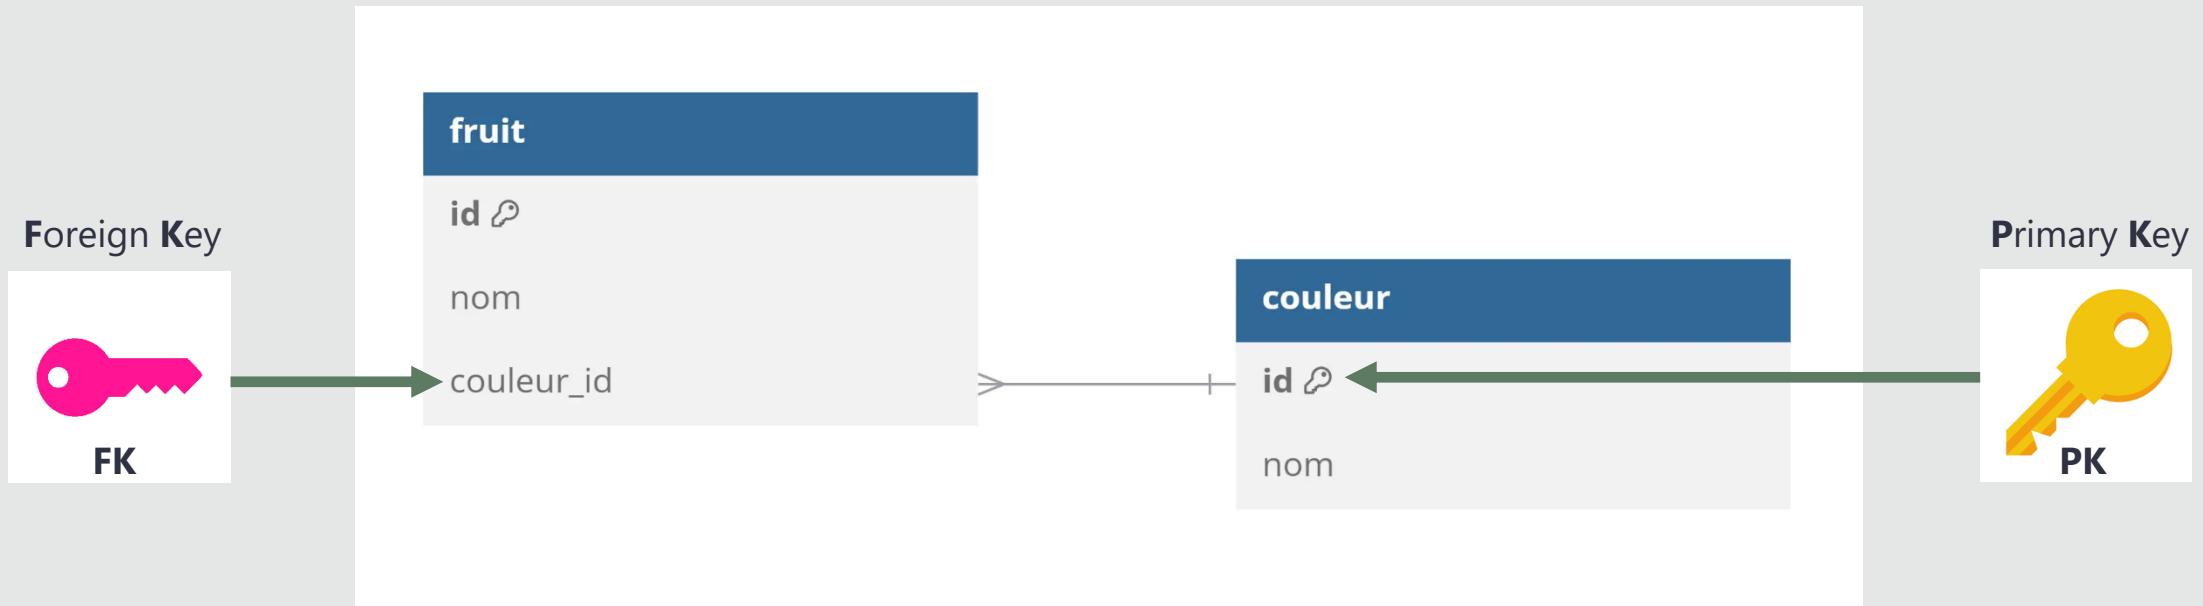 Foreign Key
FK
fruit
id
nom
couleur_id
couleur
id
nom
Primary Key
PK